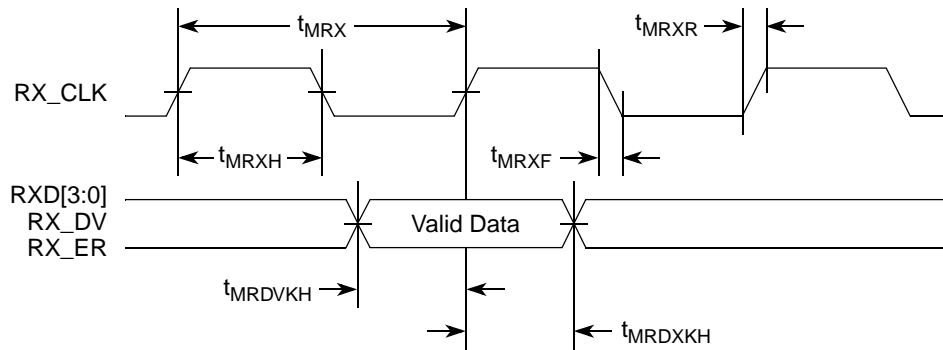 tMRX
tMRXR
RX_CLK
tMRXH
tMRXF
RXD[3:0]
RX_DV
Valid Data
RX_ER
tMRDVKH
tMRDXKH